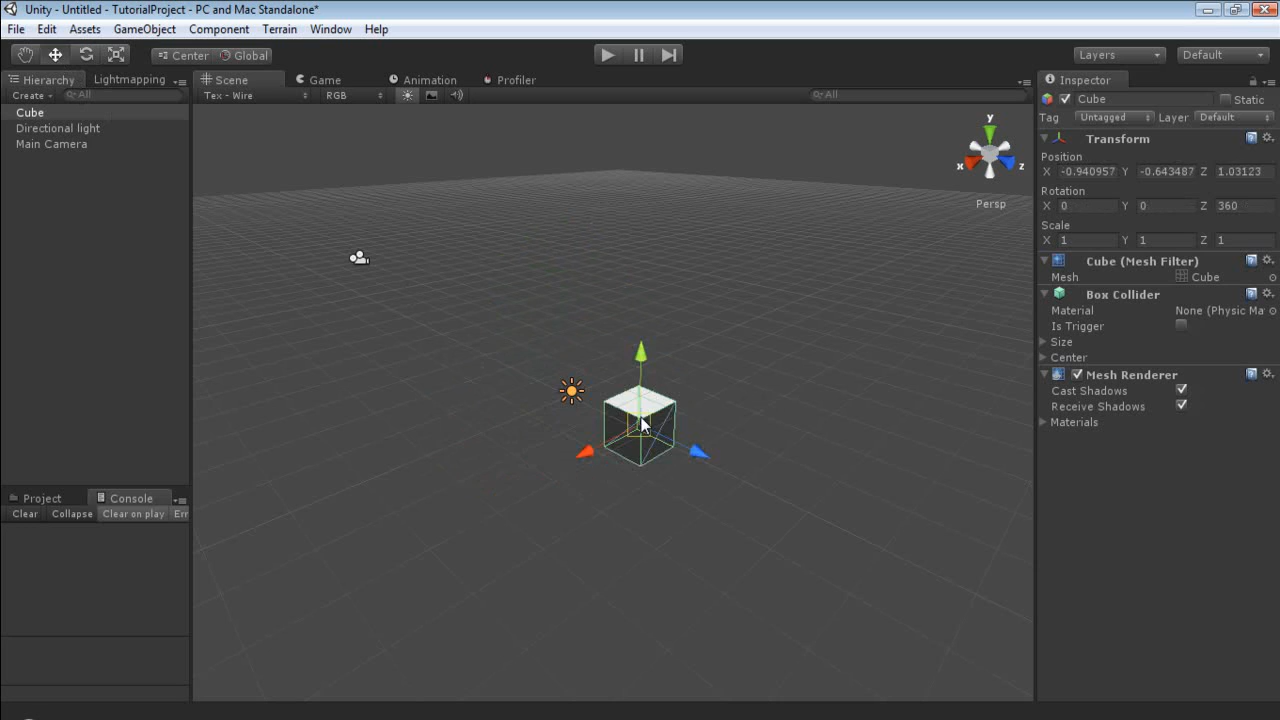 Unity - Untitled - TutorialProject - PC and Mac Standalone*
File Edit Assets GameObject Component Terrain Window Help
Center Global Layers Default
Hierarchy Lightmapping Scene Game Animation Profiler Inspector
Create All Tex - Wire RGB All
Cube Static
Tag Untagged Layer Default
Cube
Directional light
Main Camera
y
x z
Persp
Transform
Position
X -0.940957 Y -0.643487 Z 1.03123
Rotation
X 0 Y 0 Z 360
Scale
X 1 Y 1 Z 1
Cube (Mesh Filter)
Mesh Cube
Box Collider
Material None (Physic Ma
Is Trigger
Size
Center
Mesh Renderer
Cast Shadows
Receive Shadows
Materials
Project Console
Clear Collapse Clear on play Err